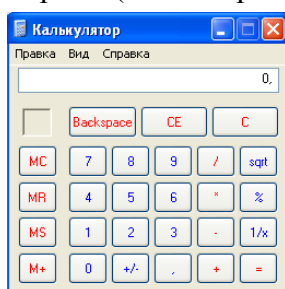 Калькулятор
Правка Вид Справка
0,
Backspace CE C
MC 7 8 9 / sqrt
MR 4 5 6 * %
MS 1 2 3 - 1/x
M+ 0 +/- , + =